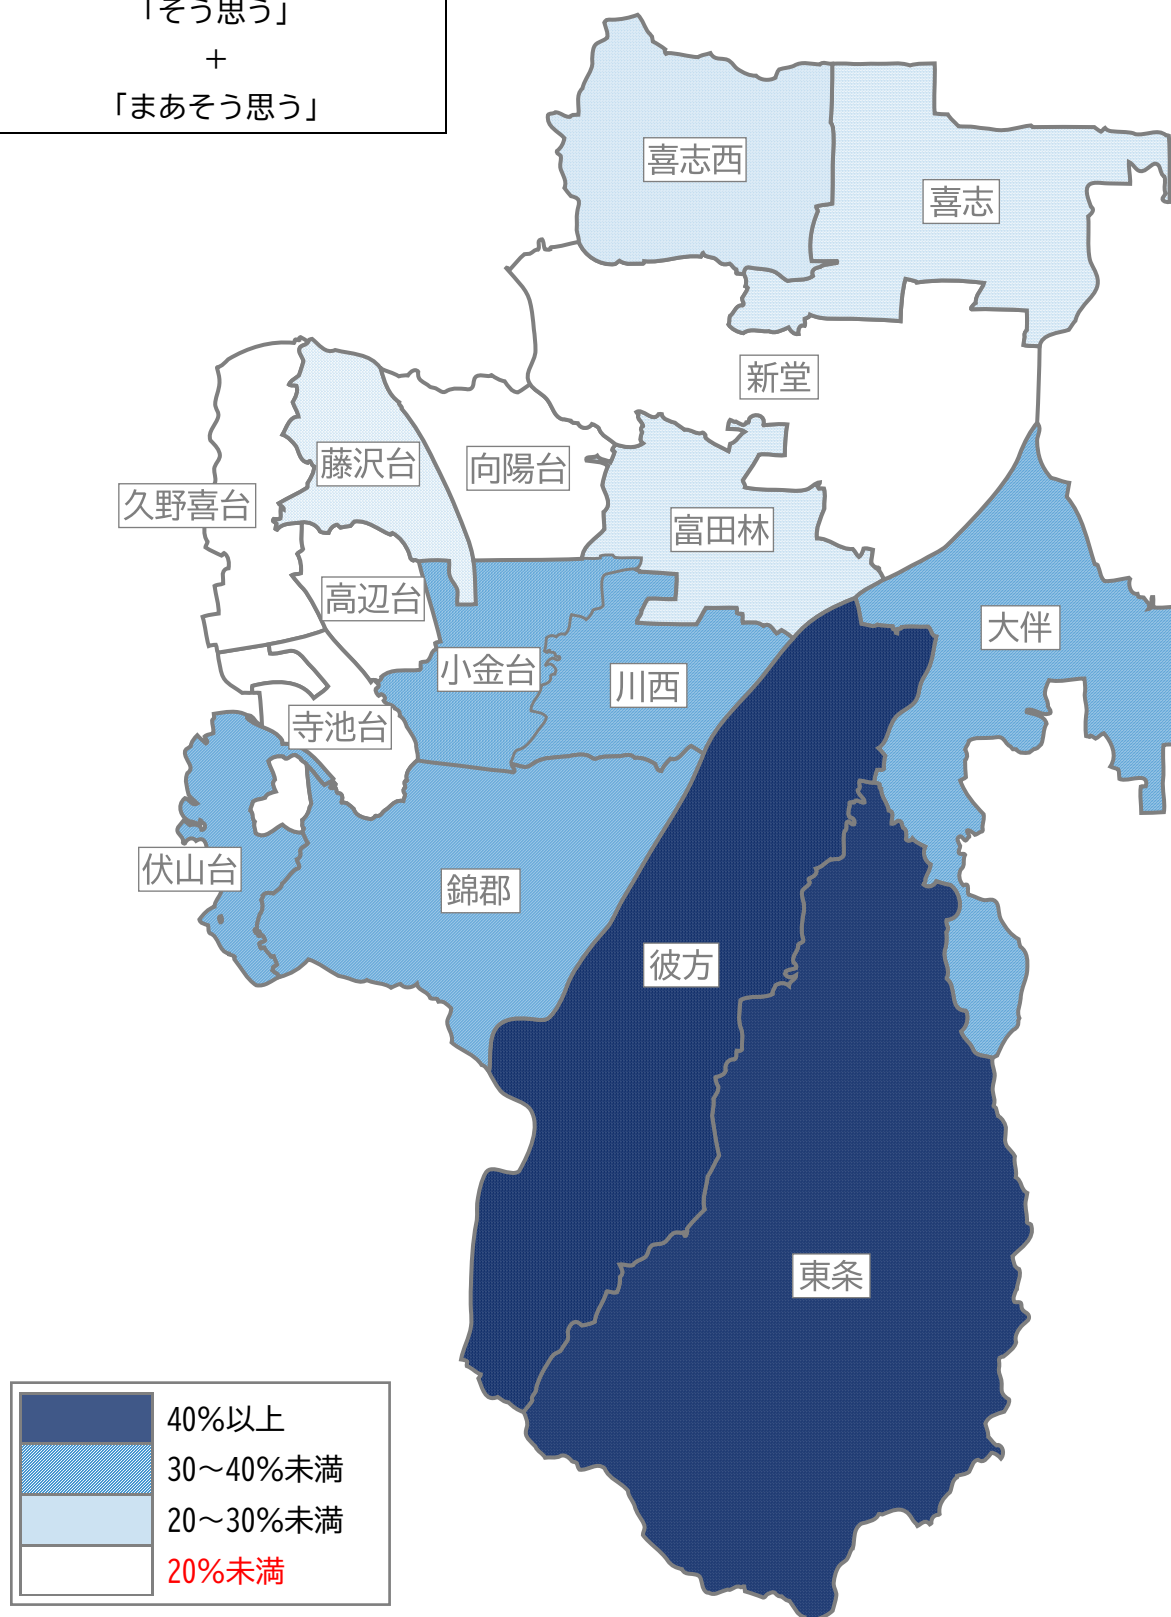 「そう思う」
＋
「まあそう思う」
喜志西
喜志
新堂
藤沢台
向陽台
久野喜台
富田林
高辺台
大伴
小金台
川西
寺池台
伏山台
錦郡
彼方
東条
40%以上
30～40%未満
20～30%未満
20%未満